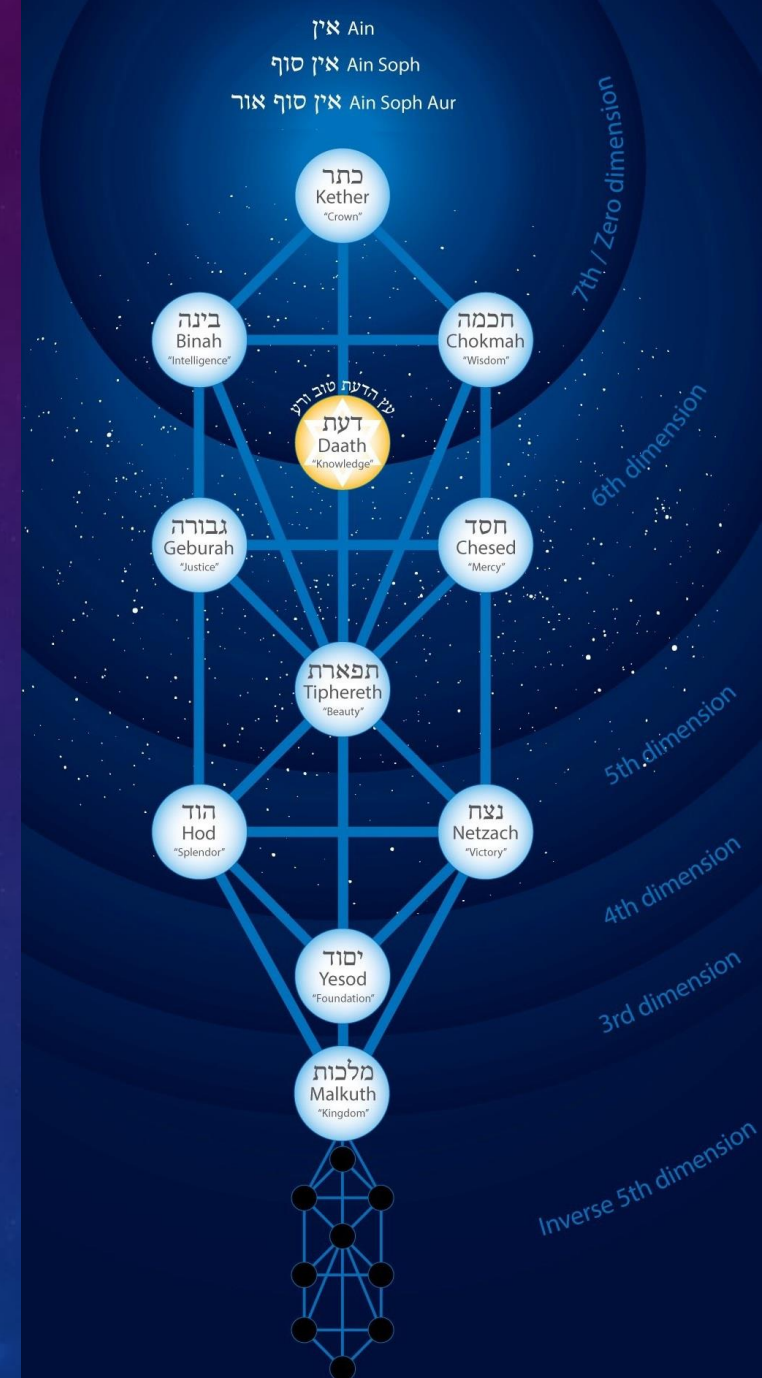 אין Ain
אין סוף Ain Soph
אין סוף אור Ain Soph Aur
7th / Zero dimension
כתר
Kether
"Crown"
בינה
Binah
"Intelligence"
חכמה
Chokmah
"Wisdom"
6th dimension
עץ הדעת טוב ורע
דעת
Daath
"Knowledge"
גבורה
Geburah
"Justice"
חסד
Chesed
"Mercy"
תפארת
Tiphereth
"Beauty"
5th dimension
הוד
Hod
"Splendor"
נצח
Netzach
"Victory"
4th dimension
יסוד
Yesod
"Foundation"
3rd dimension
מלכות
Malkuth
"Kingdom"
Inverse 5th dimension